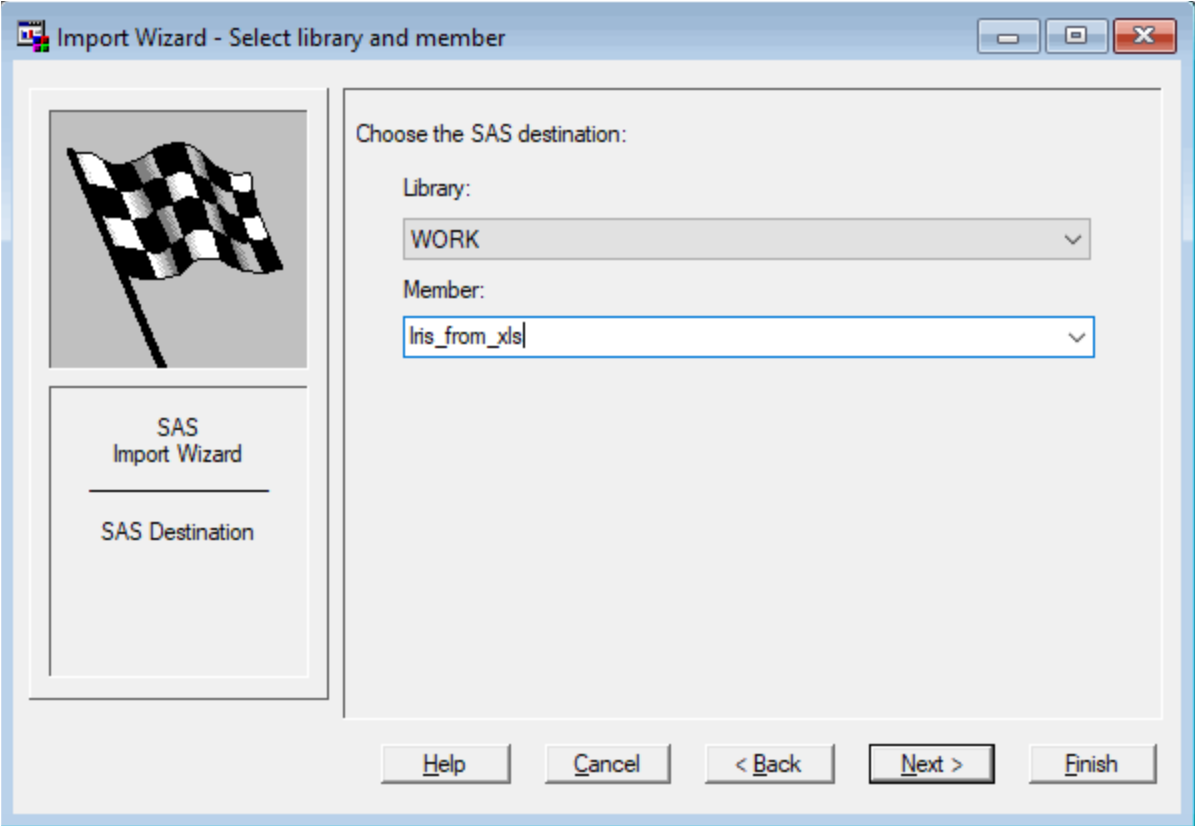 Import Wizard - Select library and member
Choose the SAS destination:
Library:
WORK
Member:
Iris_from_xls
SAS
Import Wizard
SAS Destination
Help
Cancel
< Back
Next >
Finish